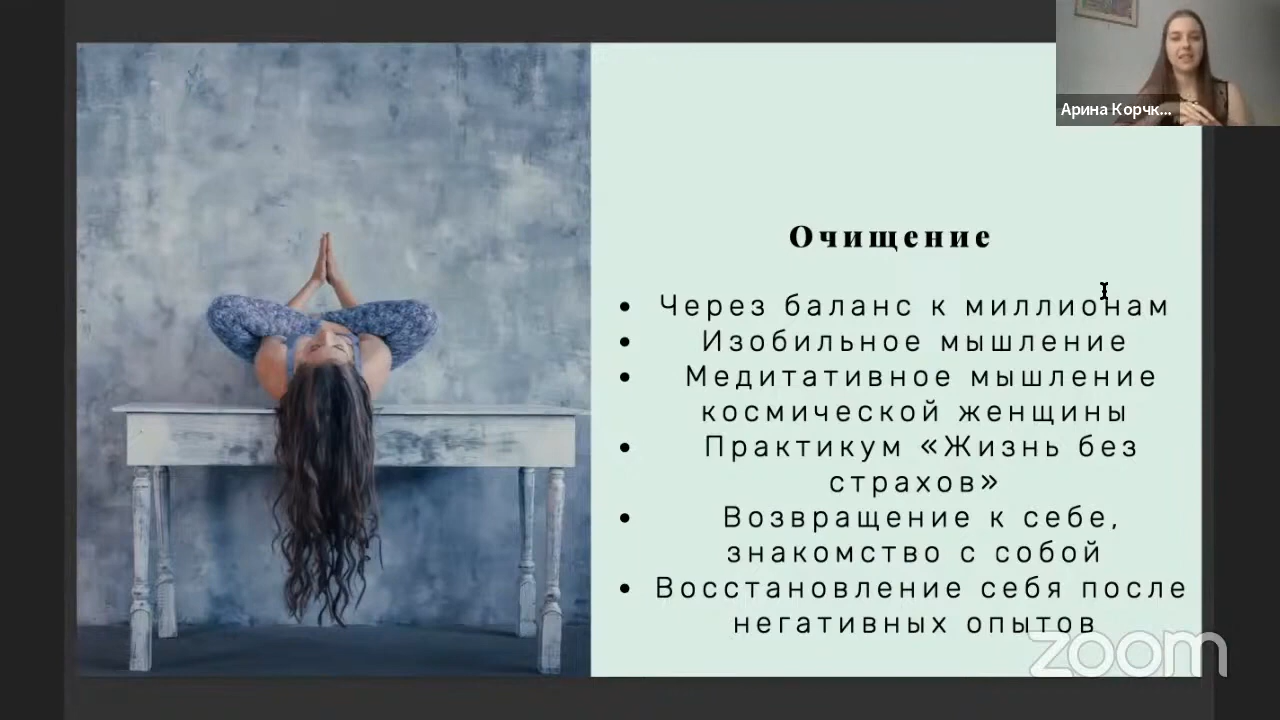 Арина Корчк...
Очищение
• Через баланс к миллионам
• Изобильное мышление
• Медитативное мышление
космической женщины
• Практикум «Жизнь без
страхов»
• Возвращение к себе,
знакомство с собой
• Восстановление себя после
негативных опытов
zoom